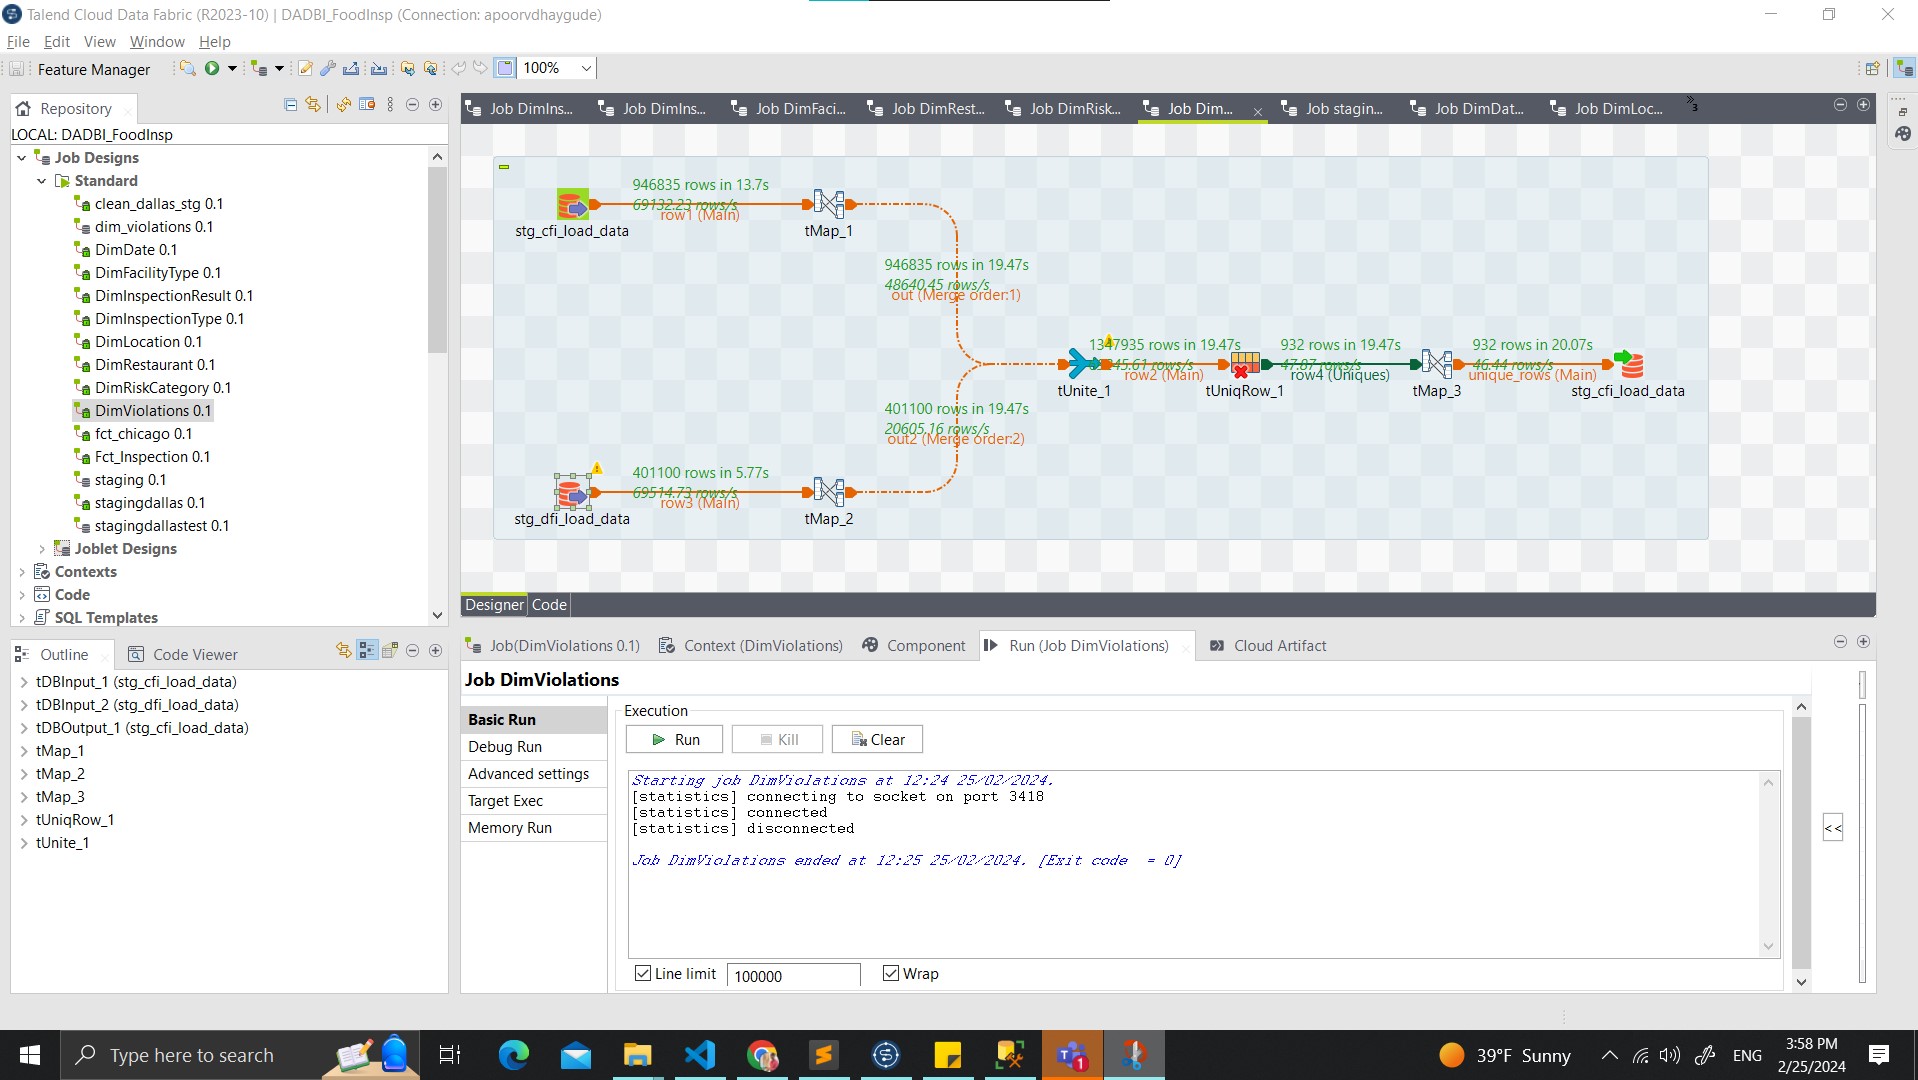 Talend Cloud Data Fabric (R2023-10) | DADBI_FoodInsp (Connection: apoorvdhaygude)
File Edit View Window Help
Feature Manager
100%
Repository
LOCAL: DADBI_FoodInsp
Job Designs
Standard
clean_dallas_stg 0.1
dim_violations 0.1
DimDate 0.1
DimFacilityType 0.1
DimInspectionResult 0.1
DimInspectionType 0.1
DimLocation 0.1
DimRestaurant 0.1
DimRiskCategory 0.1
DimViolations 0.1
fct_chicago 0.1
Fct_Inspection 0.1
staging 0.1
stagingdallas 0.1
stagingdallastest 0.1
Joblet Designs
Contexts
Code
SQL Templates
Job DimIns... Job DimIns... Job DimFaci... Job DimRest... Job DimRisk... Job Dim... Job stagin... Job DimDat... Job DimLoc... »3
946835 rows in 13.7s
69132.23 rows/s
row1 (Main)
stg_cfi_load_data
tMap_1
946835 rows in 19.47s
48640.45 rows/s
out (Merge order:1)
1347935 rows in 19.47s
row2 (Main)
932 rows in 19.47s
47.87 rows/s
row4 (Uniques)
932 rows in 20.07s
46.44 rows/s
unique_rows (Main)
tUnite_1
tUniqRow_1
tMap_3
stg_cfi_load_data
401100 rows in 19.47s
20605.16 rows/s
out2 (Merge order:2)
401100 rows in 5.77s
69514.73 rows/s
row3 (Main)
stg_dfi_load_data
tMap_2
Designer Code
Outline
Code Viewer
tDBInput_1 (stg_cfi_load_data)
tDBInput_2 (stg_dfi_load_data)
tDBOutput_1 (stg_cfi_load_data)
tMap_1
tMap_2
tMap_3
tUniqRow_1
tUnite_1
Job(DimViolations 0.1) Context (DimViolations) Component Run (Job DimViolations) Cloud Artifact
Job DimViolations
Basic Run
Debug Run
Advanced settings
Target Exec
Memory Run
Execution
Run Kill Clear
Starting job DimViolations at 12:24 25/02/2024.
[statistics] connecting to socket on port 3418
[statistics] connected
[statistics] disconnected
Job DimViolations ended at 12:25 25/02/2024. [Exit code = 0]
<<
Line limit 100000 Wrap
Type here to search
1
39°F Sunny
ENG
3:58 PM
2/25/2024